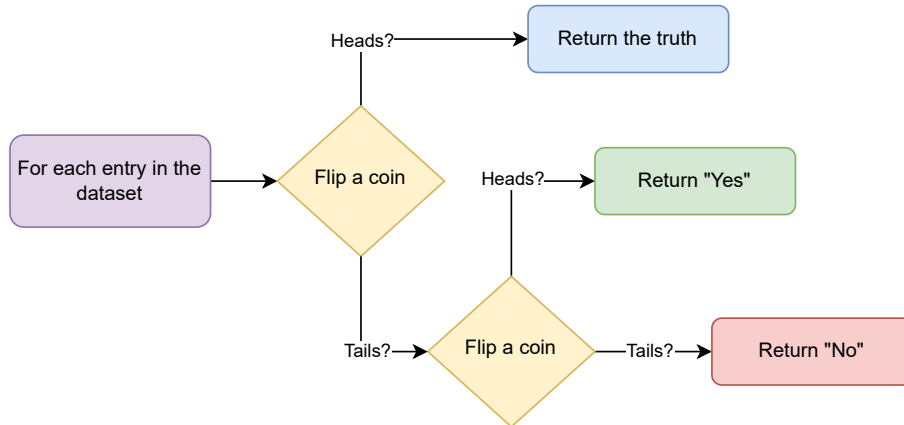 Heads?
Return the truth
For each entry in the
dataset
Flip a coin
Heads?
Return "Yes"
Tails?
Flip a coin
Tails?
Return "No"